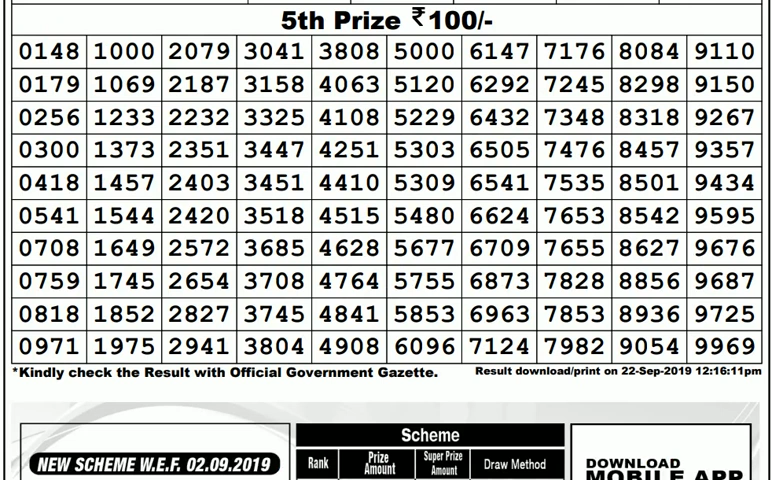 5th Prize ₹100/-
0148 1000 2079 3041 3808 5000 6147 7176 8084 9110
0179 1069 2187 3158 4063 5120 6292 7245 8298 9150
0256 1233 2232 3325 4108 5229 6432 7348 8318 9267
0300 1373 2351 3447 4251 5303 6505 7476 8457 9357
0418 1457 2403 3451 4410 5309 6541 7535 8501 9434
0541 1544 2420 3518 4515 5480 6624 7653 8542 9595
0708 1649 2572 3685 4628 5677 6709 7655 8627 9676
0759 1745 2654 3708 4764 5755 6873 7828 8856 9687
0818 1852 2827 3745 4841 5853 6963 7853 8936 9725
0971 1975 2941 3804 4908 6096 7124 7982 9054 9969
*Kindly check the Result with Official Government Gazette. Result download/print on 22-Sep-2019 12:16:11pm
NEW SCHEME W.E.F. 02.09.2019
Scheme
Rank Prize Amount Super Prize Amount Draw Method
DOWNLOAD
MOBILE APP